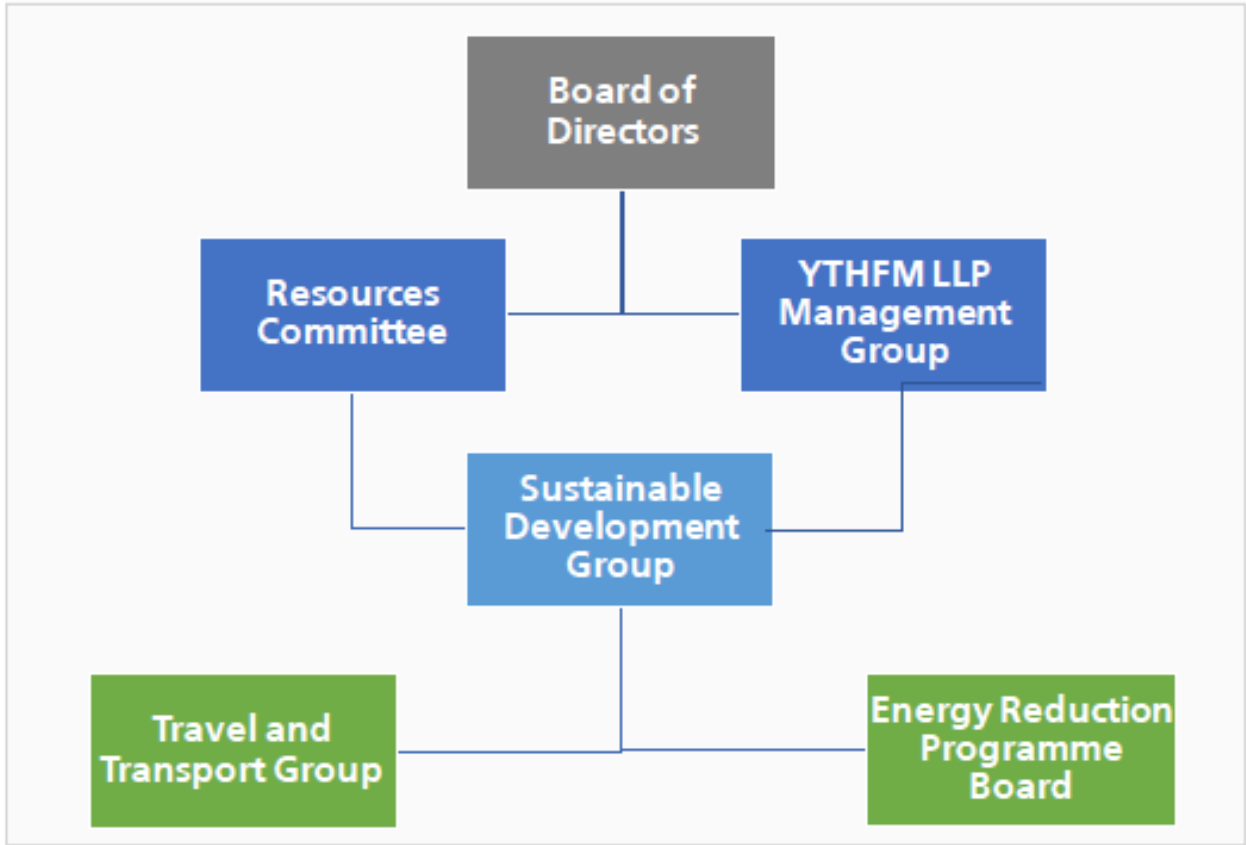 Board of
Directors
Resources
Committee
YTHFM LLP
Management
Group
Sustainable
Development
Group
Travel and
Transport Group
Energy Reduction
Programme
Board